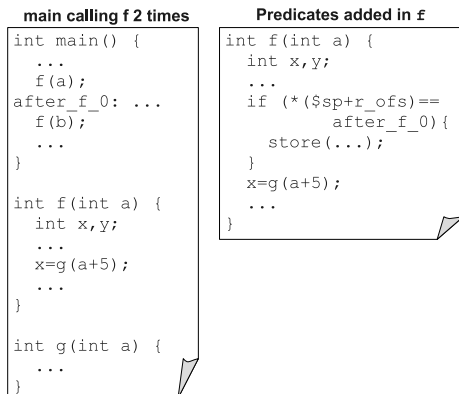 main calling f 2 times
int main() {
...
f(a);
after_f_0: ...
f(b);
...
}
int f(int a) {
int x,y;
...
x=g(a+5);
...
}
int g(int a) {
...
}
Predicates added in f
int f(int a) {
int x,y;
...
if (*($sp+r_ofs)==
after_f_0){
store(...);
}
x=g(a+5);
...
}